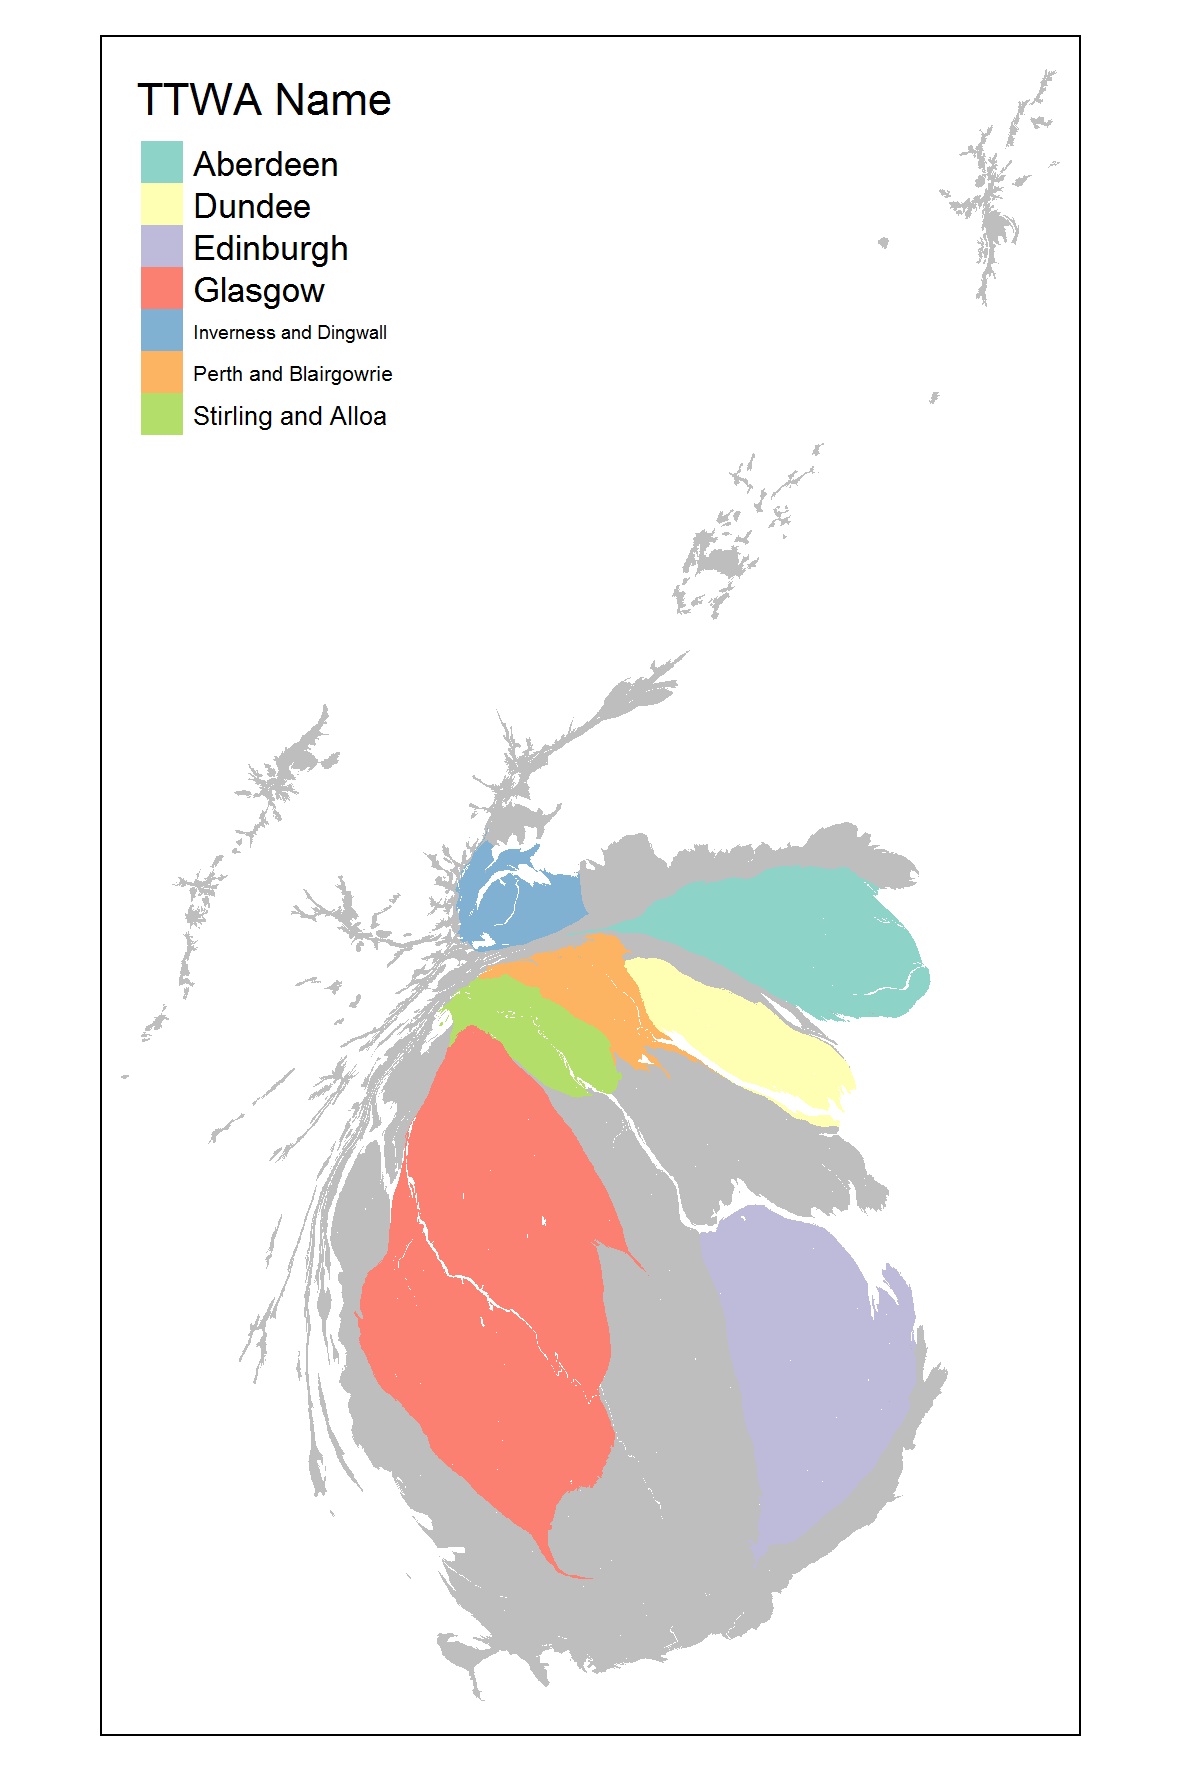 TTWA Name
Aberdeen
Dundee
Edinburgh
Glasgow
Inverness and Dingwall
Perth and Blairgowrie
Stirling and Alloa